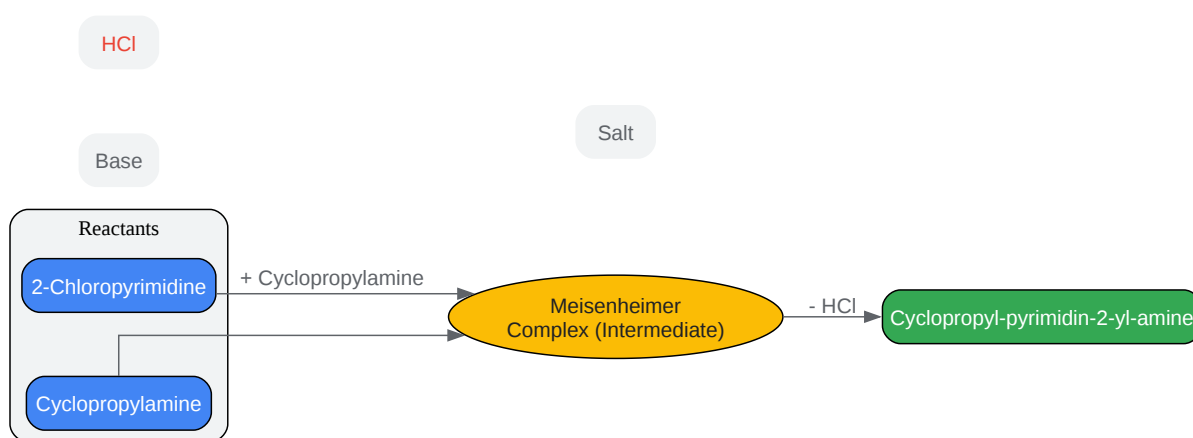 HCl
Salt
Base
Reactants
2-Chloropyrimidine
+ Cyclopropylamine
Meisenheimer
Complex (Intermediate)
- HCl
Cyclopropyl-pyrimidin-2-yl-amine
Cyclopropylamine